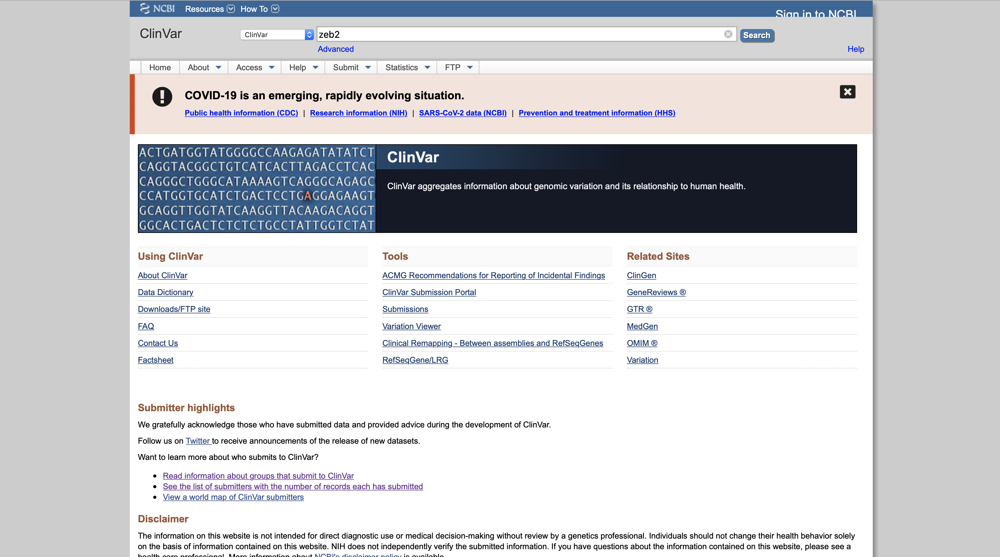 NCBI Resources How To
Sign in to NCBI
ClinVar
ClinVar
zeb2
Search
Advanced
Help
Home About Access Help Submit Statistics FTP
COVID-19 is an emerging, rapidly evolving situation.
Public health information (CDC) | Research information (NIH) | SARS-CoV-2 data (NCBI) | Prevention and treatment information (HHS)
ACTGATGGTATGGGGCCAAGAGATATATCT
CAGGTACGGCTGTCATCACTTAGACCTCAC
CAGGGCTGGGCATAAAAGTCAGGGCAGAGC
CCATGGTGCATCTGACTCCTGAGGAGAAGT
GCAGGTTGGTATCAAGGTTACAAGACAGGT
GGCACTGACTCTCTCTGCCTATTGGTCTAT
ClinVar
ClinVar aggregates information about genomic variation and its relationship to human health.
Using ClinVar
About ClinVar
Data Dictionary
Downloads/FTP site
FAQ
Contact Us
Factsheet
Tools
ACMG Recommendations for Reporting of Incidental Findings
ClinVar Submission Portal
Submissions
Variation Viewer
Clinical Remapping - Between assemblies and RefSeqGenes
RefSeqGene/LRG
Related Sites
ClinGen
GeneReviews ®
GTR ®
MedGen
OMIM ®
Variation
Submitter highlights
We gratefully acknowledge those who have submitted data and provided advice during the development of ClinVar.
Follow us on Twitter to receive announcements of the release of new datasets.
Want to learn more about who submits to ClinVar?
• Read information about groups that submit to ClinVar
• See the list of submitters with the number of records each has submitted
• View a world map of ClinVar submitters
Disclaimer
The information on this website is not intended for direct diagnostic use or medical decision-making without review by a genetics professional. Individuals should not change their health behavior solely
on the basis of information contained on this website. NIH does not independently verify the submitted information. If you have questions about the information contained on this website, please see a
health care professional. More information about NCBI's disclaimer policy is available.